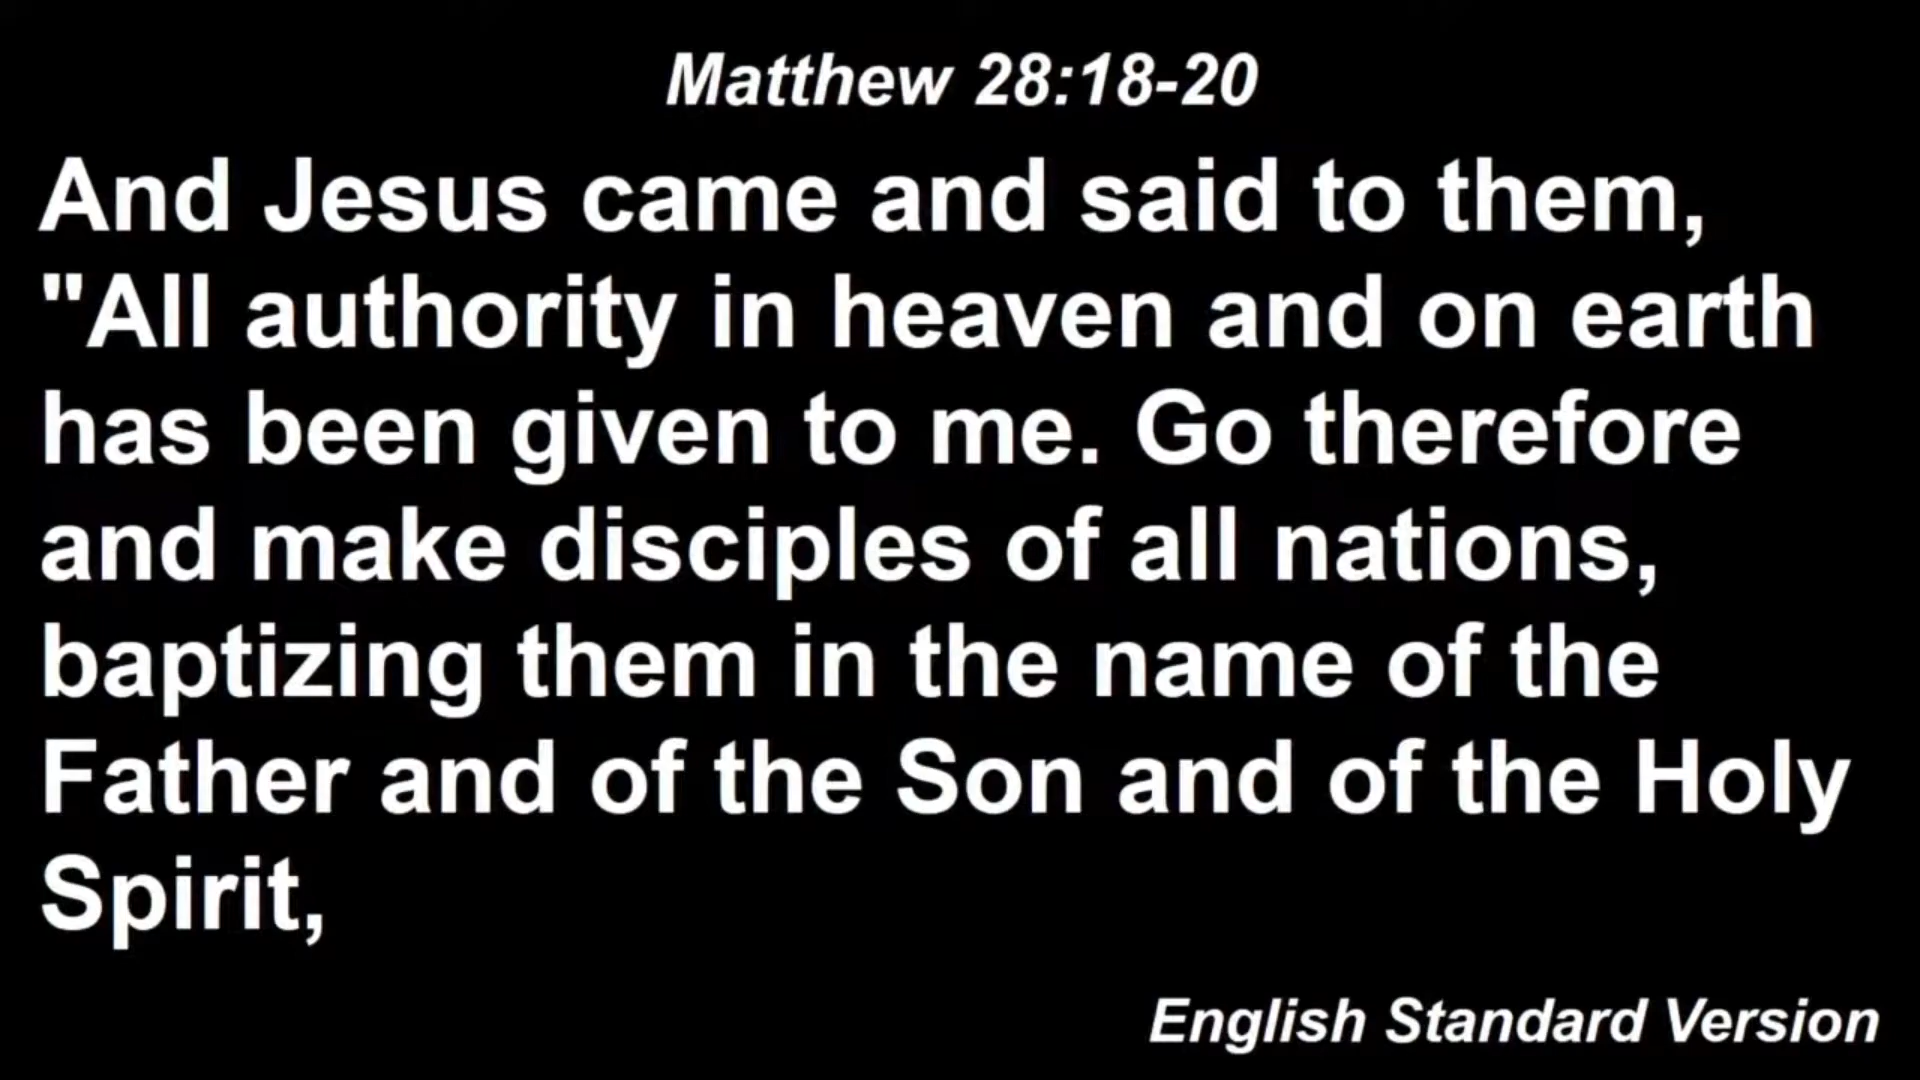 Matthew 28:18-20
And Jesus came and said to them,
"All authority in heaven and on earth
has been given to me. Go therefore
and make disciples of all nations,
baptizing them in the name of the
Father and of the Son and of the Holy
Spirit,
English Standard Version